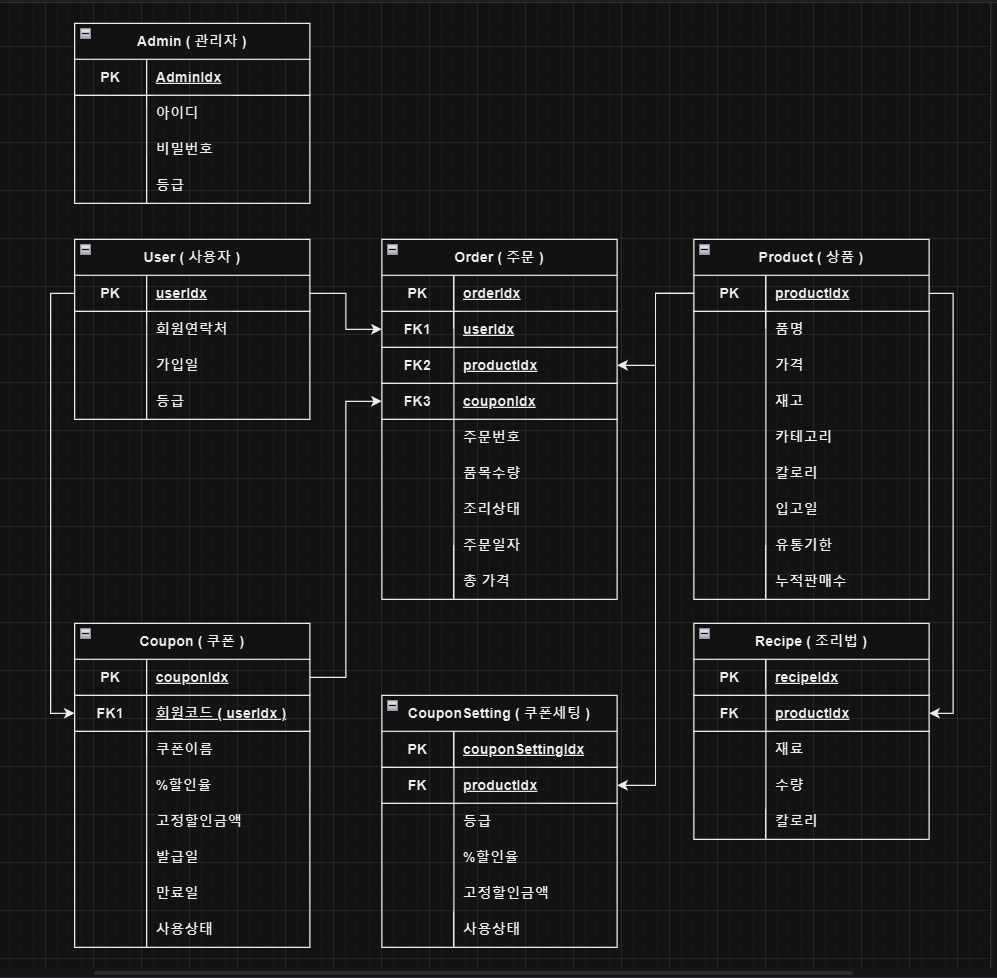 Admin ( 관리자 )
PK AdminIdx
아이디
비밀번호
등급
User ( 사용자 )
PK userIdx
회원연락처
가입일
등급
Order ( 주문 )
PK orderIdx
FK1 userIdx
FK2 productIdx
FK3 couponIdx
주문번호
품목수량
조리상태
주문일자
총 가격
Product ( 상품 )
PK productIdx
품명
가격
재고
카테고리
칼로리
입고일
유통기한
누적판매수
Coupon ( 쿠폰 )
PK couponIdx
FK1 회원코드 ( userIdx )
쿠폰이름
%할인율
고정할인금액
발급일
만료일
사용상태
CouponSetting ( 쿠폰세팅 )
PK couponSettingIdx
FK productIdx
등급
%할인율
고정할인금액
사용상태
Recipe ( 조리법 )
PK recipeIdx
FK productIdx
재료
수량
칼로리